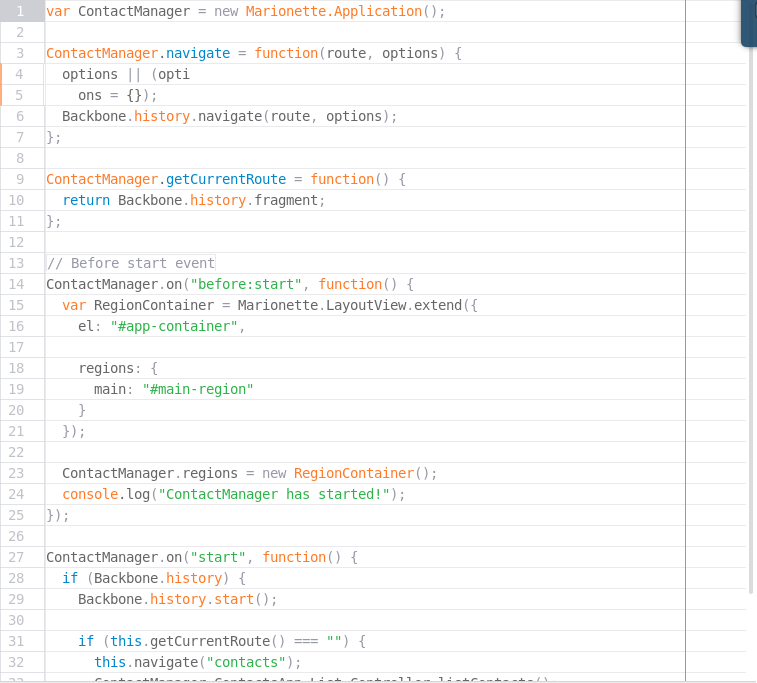 1 var ContactManager = new Marionette.Application();
2
3 ContactManager.navigate = function(route, options) {
4   options || (opti
5     ons = {});
6   Backbone.history.navigate(route, options);
7 };
8
9 ContactManager.getCurrentRoute = function() {
10   return Backbone.history.fragment;
11 };
12
13 // Before start event
14 ContactManager.on("before:start", function() {
15   var RegionContainer = Marionette.LayoutView.extend({
16     el: "#app-container",
17
18     regions: {
19       main: "#main-region"
20     }
21   });
22
23   ContactManager.regions = new RegionContainer();
24   console.log("ContactManager has started!");
25 });
26
27 ContactManager.on("start", function() {
28   if (Backbone.history) {
29     Backbone.history.start();
30
31     if (this.getCurrentRoute() === "") {
32       this.navigate("contacts");